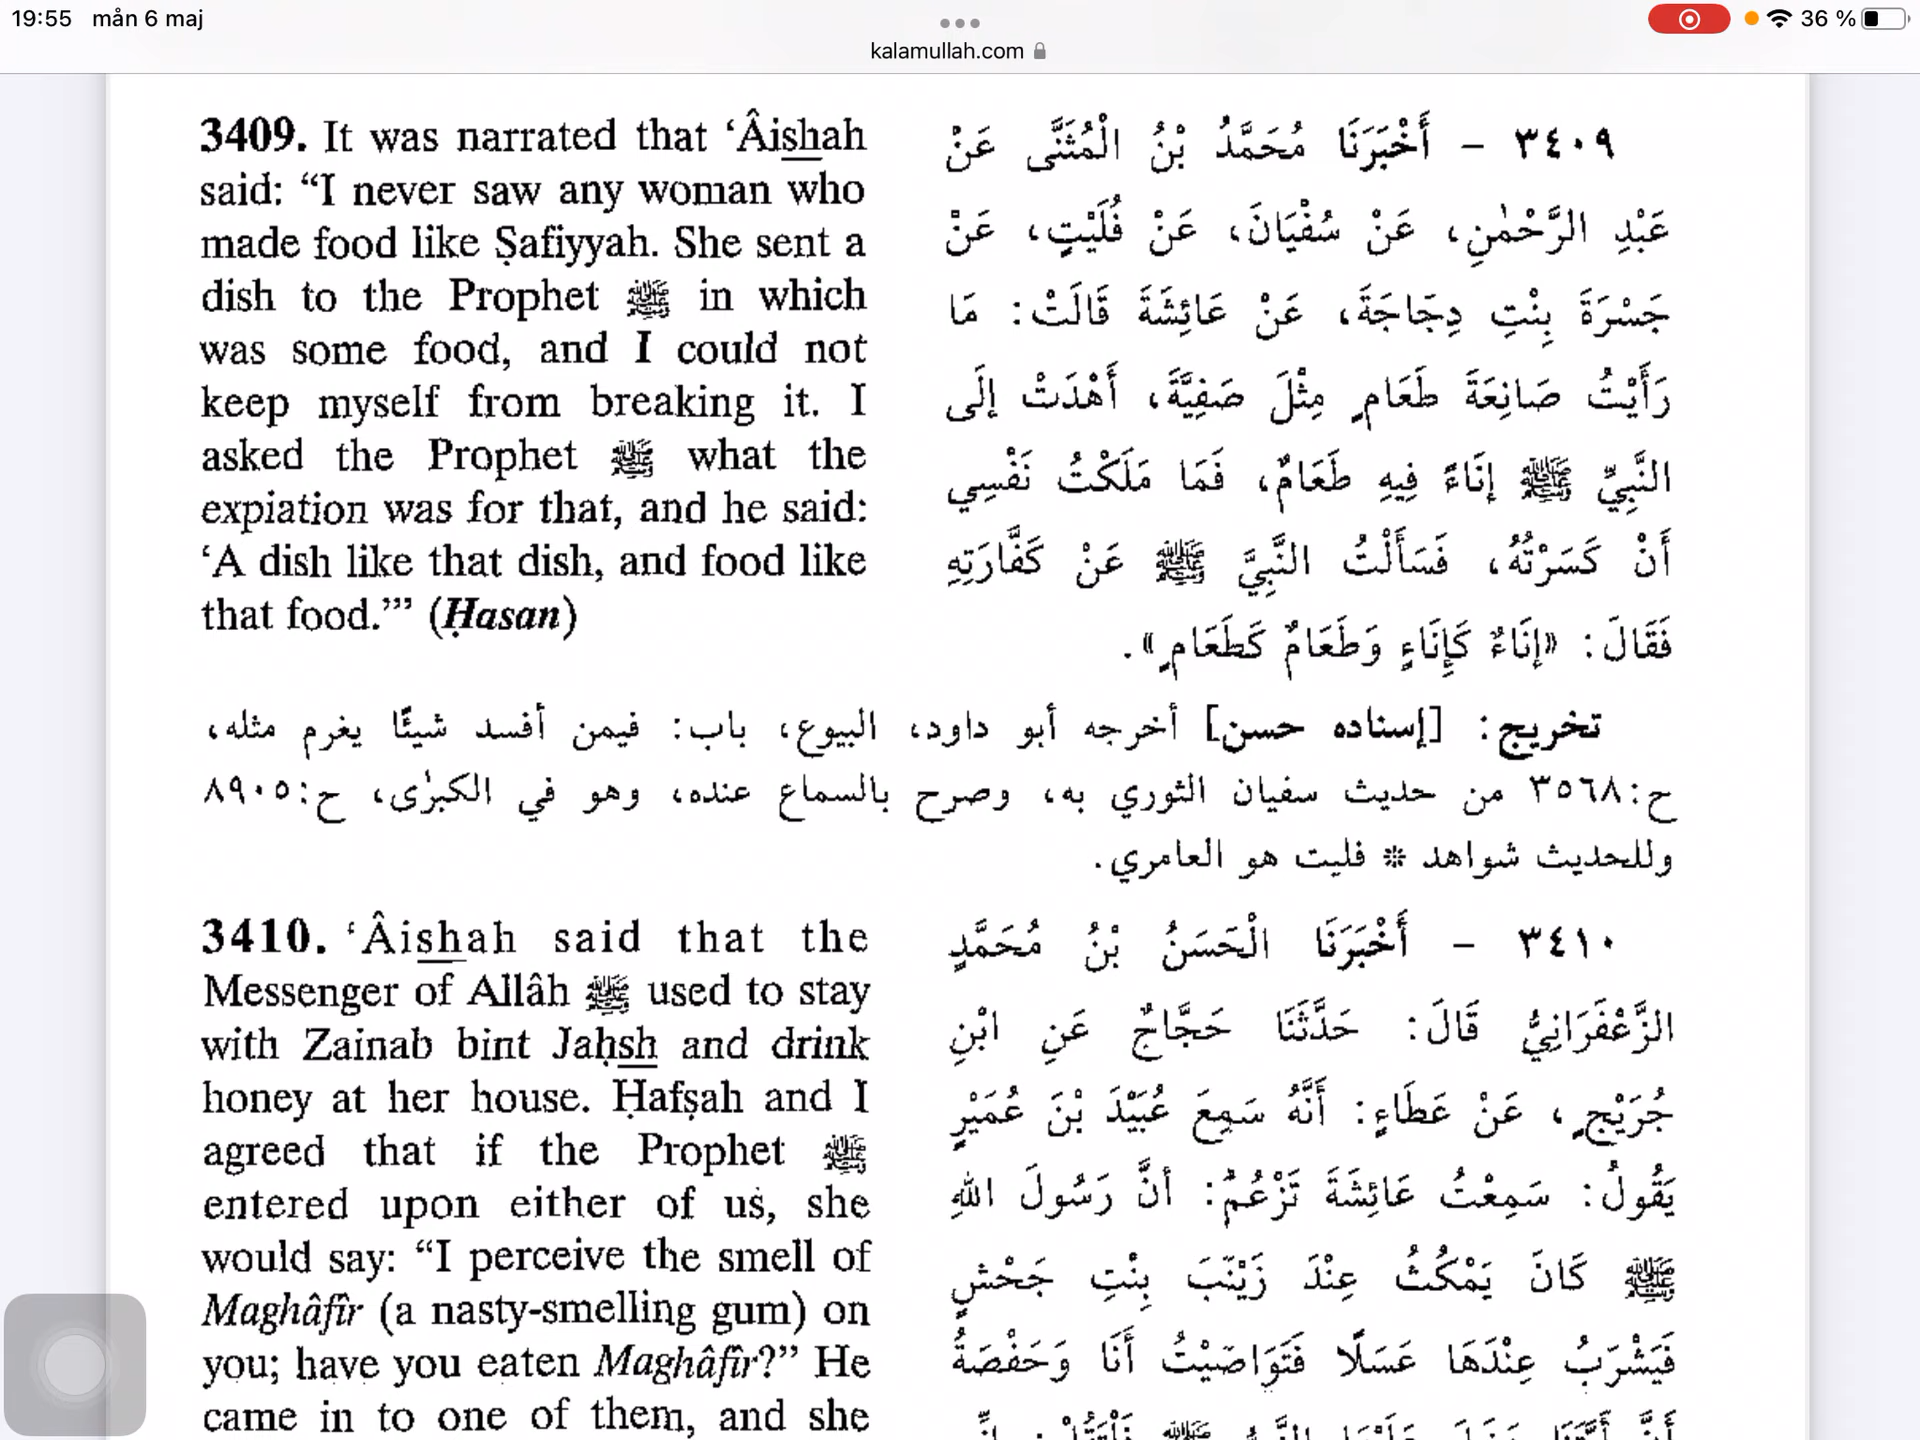 19:55 mån 6 maj
36 %
kalamullah.com
3409. It was narrated that ‘Âishah
said: “I never saw any woman who
made food like Ṣafiyyah. She sent a
dish to the Prophet ﷺ in which
was some food, and I could not
keep myself from breaking it. I
asked the Prophet ﷺ what the
expiation was for that, and he said:
‘A dish like that dish, and food like
that food.’” (Ḥasan)
٣٤٠٩ - أَخْبَرَنَا مُحَمَّدُ بْنُ الْمُثَنَّى عَنْ
عَبْدِ الرَّحْمٰنِ، عَنْ سُفْيَانَ، عَنْ فُلَيْتٍ، عَنْ
جَسْرَةَ بِنْتِ دِجَاجَةَ، عَنْ عَائِشَةَ قَالَتْ: مَا
رَأَيْتُ صَانِعَةَ طَعَامٍ مِثْلَ صَفِيَّةَ، أَهْدَتْ إِلَى
النَّبِيِّ ﷺ إِنَاءً فِيهِ طَعَامٌ، فَمَا مَلَكْتُ نَفْسِي
أَنْ كَسَرْتُهُ، فَسَأَلْتُ النَّبِيَّ ﷺ عَنْ كَفَّارَتِهِ
فَقَالَ: «إِنَاءٌ كَإِنَاءٍ وَطَعَامٌ كَطَعَامٍ».
تخريج: [إسناده حسن] أخرجه أبو داود، البيوع، باب: فيمن أفسد شيئًا يغرم مثله،
ح:٣٥٦٨ من حديث سفيان الثوري به، وصرح بالسماع عنده، وهو في الكبرٰى، ح:٨٩٠٥
وللحديث شواهد * فليت هو العامري.
3410. ‘Âishah said that the
Messenger of Allâh ﷺ used to stay
with Zainab bint Jaḥsh and drink
honey at her house. Ḥafṣah and I
agreed that if the Prophet ﷺ
entered upon either of us, she
would say: “I perceive the smell of
Maghâfîr (a nasty-smelling gum) on
you; have you eaten Maghâfîr?” He
came in to one of them, and she
٣٤١٠ - أَخْبَرَنَا الْحَسَنُ بْنُ مُحَمَّدٍ
الزَّعْفَرَانِيُّ قَالَ: حَدَّثَنَا حَجَّاجٌ عَنِ ابْنِ
جُرَيْجٍ، عَنْ عَطَاءٍ: أَنَّهُ سَمِعَ عُبَيْدَ بْنَ عُمَيْرٍ
يَقُولُ: سَمِعْتُ عَائِشَةَ تَزْعُمُ: أَنَّ رَسُولَ اللهِ
ﷺ كَانَ يَمْكُثُ عِنْدَ زَيْنَبَ بِنْتِ جَحْشٍ
فَيَشْرَبُ عِنْدَهَا عَسَلًا فَتَوَاصَيْتُ أَنَا وَحَفْصَةُ